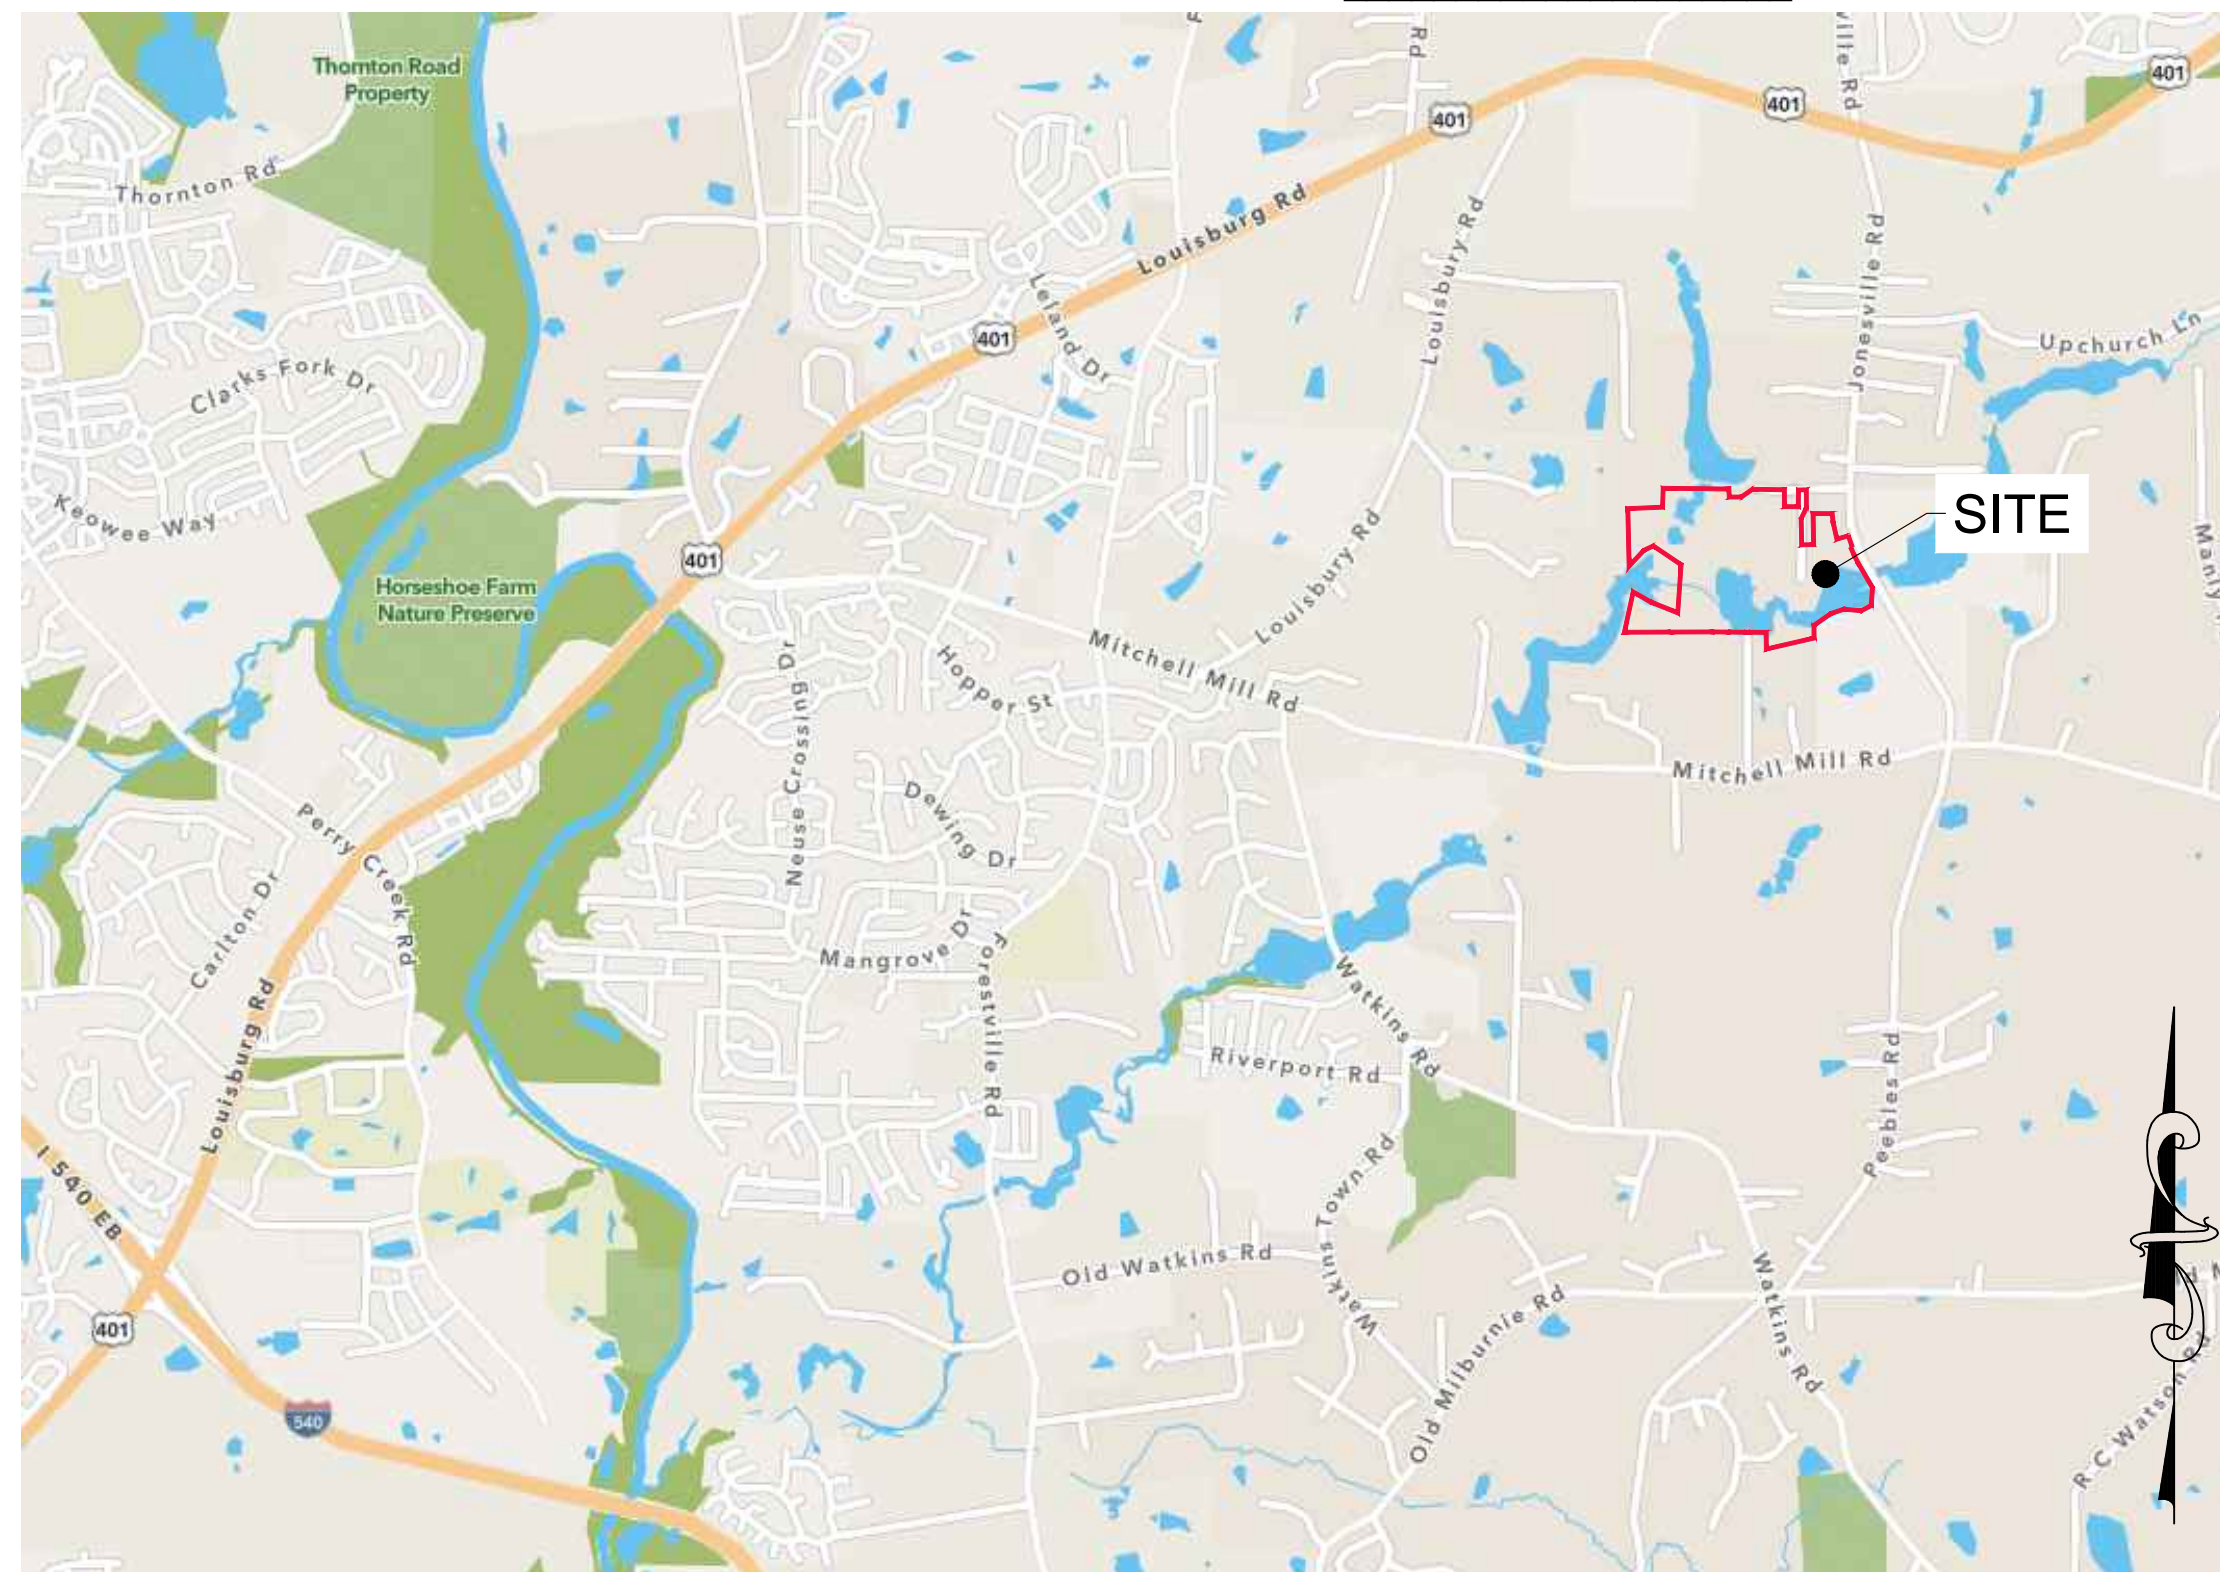 Thornton Road
Property
401
401
401
Thornton Rd
Louisburg Rd
Louisbury Rd
Jonesville Rd
Leland Dr
401
Upchurch Ln
Clarks Fork Dr
Keowee Way
SITE
401
Horseshoe Farm
Nature Preserve
Louisbury Rd
Mitchell Mill Rd
Neuse Crossing Dr
Hopper St
Mitchell Mill Rd
Perry Creek Rd
Dewing Dr
Carlton Dr
Mangrove Dr
Forestville Rd
Louisburg Rd
Watkins Rd
Riverport Rd
Peebles Rd
I 540 EB
Watkins Town Rd
Old Watkins Rd
Watkins Rd
Old Milburnie Rd
401
540
R C Watson Rd